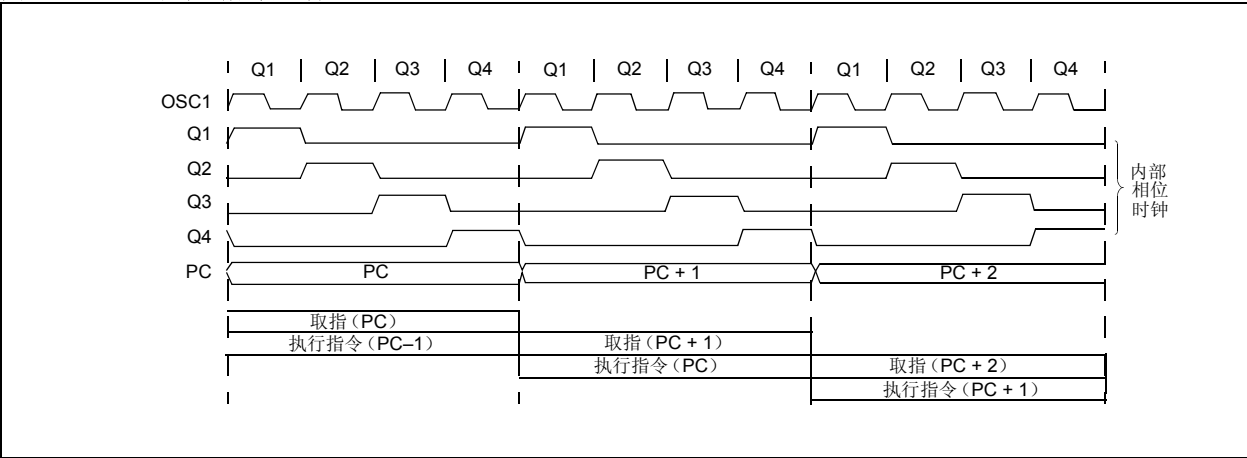 Q1 Q2 Q3 Q4 Q1 Q2 Q3 Q4 Q1 Q2 Q3 Q4
OSC1
Q1
Q2
Q3
Q4
内部
相位
时钟
PC PC PC + 1 PC + 2
取指（PC）
执行指令（PC–1） 取指（PC + 1）
执行指令（PC） 取指（PC + 2）
执行指令（PC + 1）